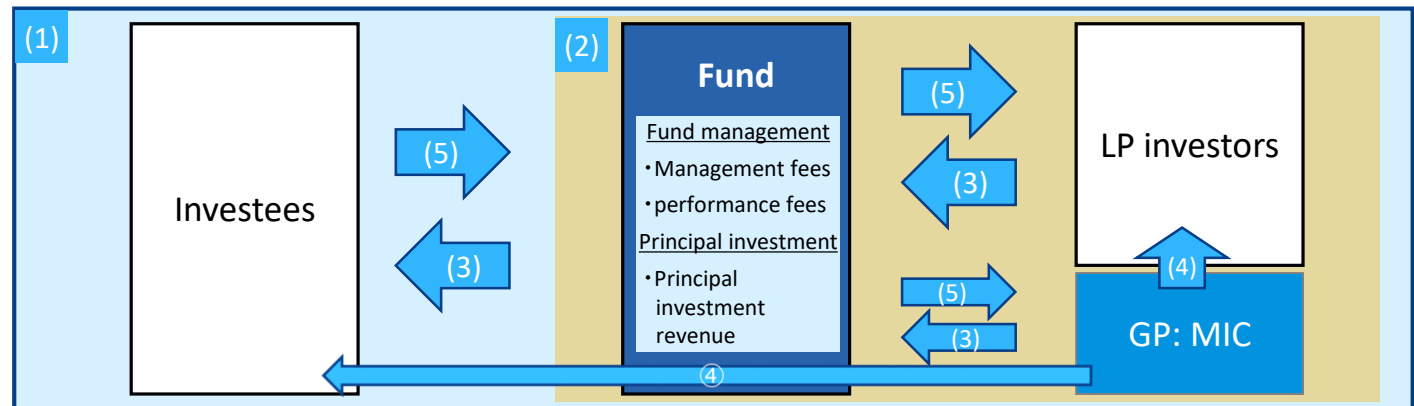 (1)
Investees
(5)
(3)
(2)
Fund
Fund management
・Management fees
・performance fees
Principal investment
・Principal
investment
revenue
(5)
(3)
(5)
(3)
LP investors
(4)
GP: MIC
④